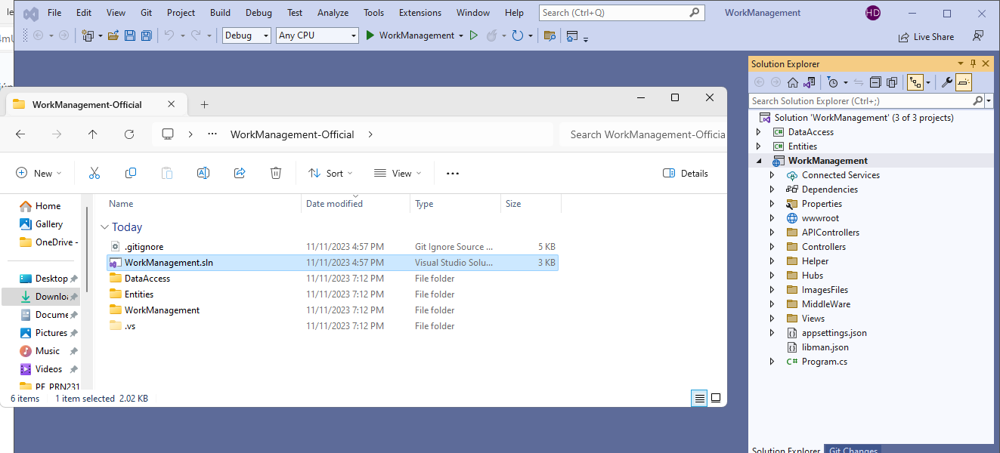 File Edit View Git Project Build Debug Test Analyze Tools Extensions Window Help Search (Ctrl+Q) WorkManagement HD
Debug Any CPU WorkManagement Live Share
Solution Explorer
Search Solution Explorer (Ctrl+;)
Solution 'WorkManagement' (3 of 3 projects)
DataAccess
Entities
WorkManagement
Connected Services
Dependencies
Properties
wwwroot
APIControllers
Controllers
Helper
Hubs
ImagesFiles
MiddleWare
Views
appsettings.json
libman.json
C# Program.cs
Solution Explorer Git Changes
WorkManagement-Official
WorkManagement-Official Search WorkManagement-Officia
New Sort View Details
Home
Gallery
OneDrive -
Desktop
Downloa
Docume
Pictures
Music
Videos
PE_PRN231
Name Date modified Type Size
Today
.gitignore 11/11/2023 4:57 PM Git Ignore Source ... 5 KB
WorkManagement.sln 11/11/2023 4:57 PM Visual Studio Solu... 3 KB
DataAccess 11/11/2023 7:12 PM File folder
Entities 11/11/2023 7:12 PM File folder
WorkManagement 11/11/2023 7:12 PM File folder
.vs 11/11/2023 7:12 PM File folder
6 items 1 item selected 2.02 KB